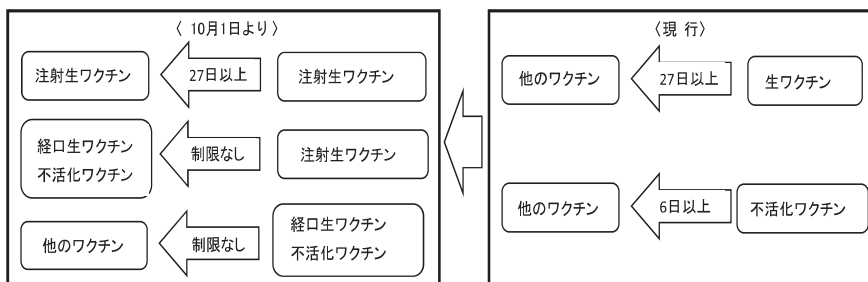 〈 10月1日より〉
注射生ワクチン
27日以上
注射生ワクチン
経口生ワクチン
不活化ワクチン
制限なし
注射生ワクチン
他のワクチン
制限なし
経口生ワクチン
不活化ワクチン
〈現 行〉
他のワクチン
27日以上
生ワクチン
他のワクチン
6日以上
不活化ワクチン